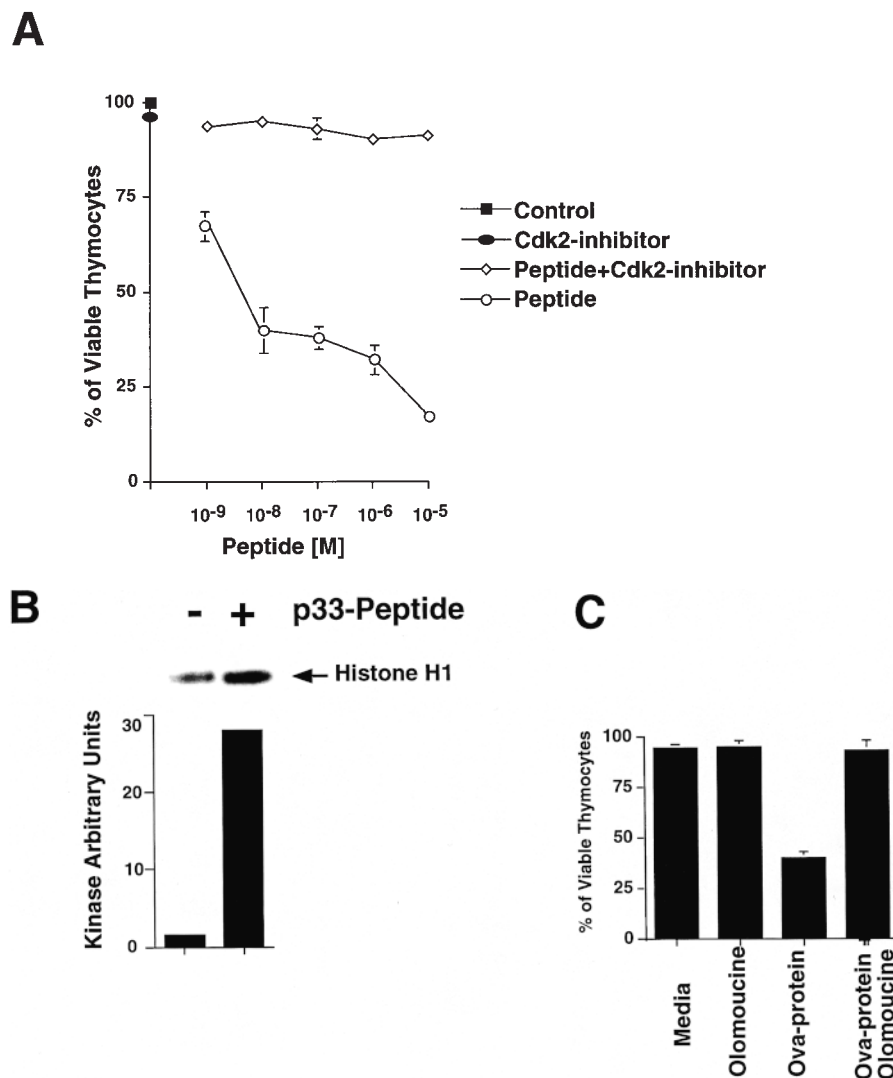 A
% of Viable Thymocytes
100
75
50
25
0
10-9 10-8 10-7 10-6 10-5
Peptide [M]
Control
Cdk2-inhibitor
Peptide+Cdk2-inhibitor
Peptide
B
- + p33-Peptide
Histone H1
Kinase Arbitrary Units
30
20
10
0
C
% of Viable Thymocytes
100
75
50
25
0
Media
Olomoucine
Ova-protein
Ova-protein
+
Olomoucine